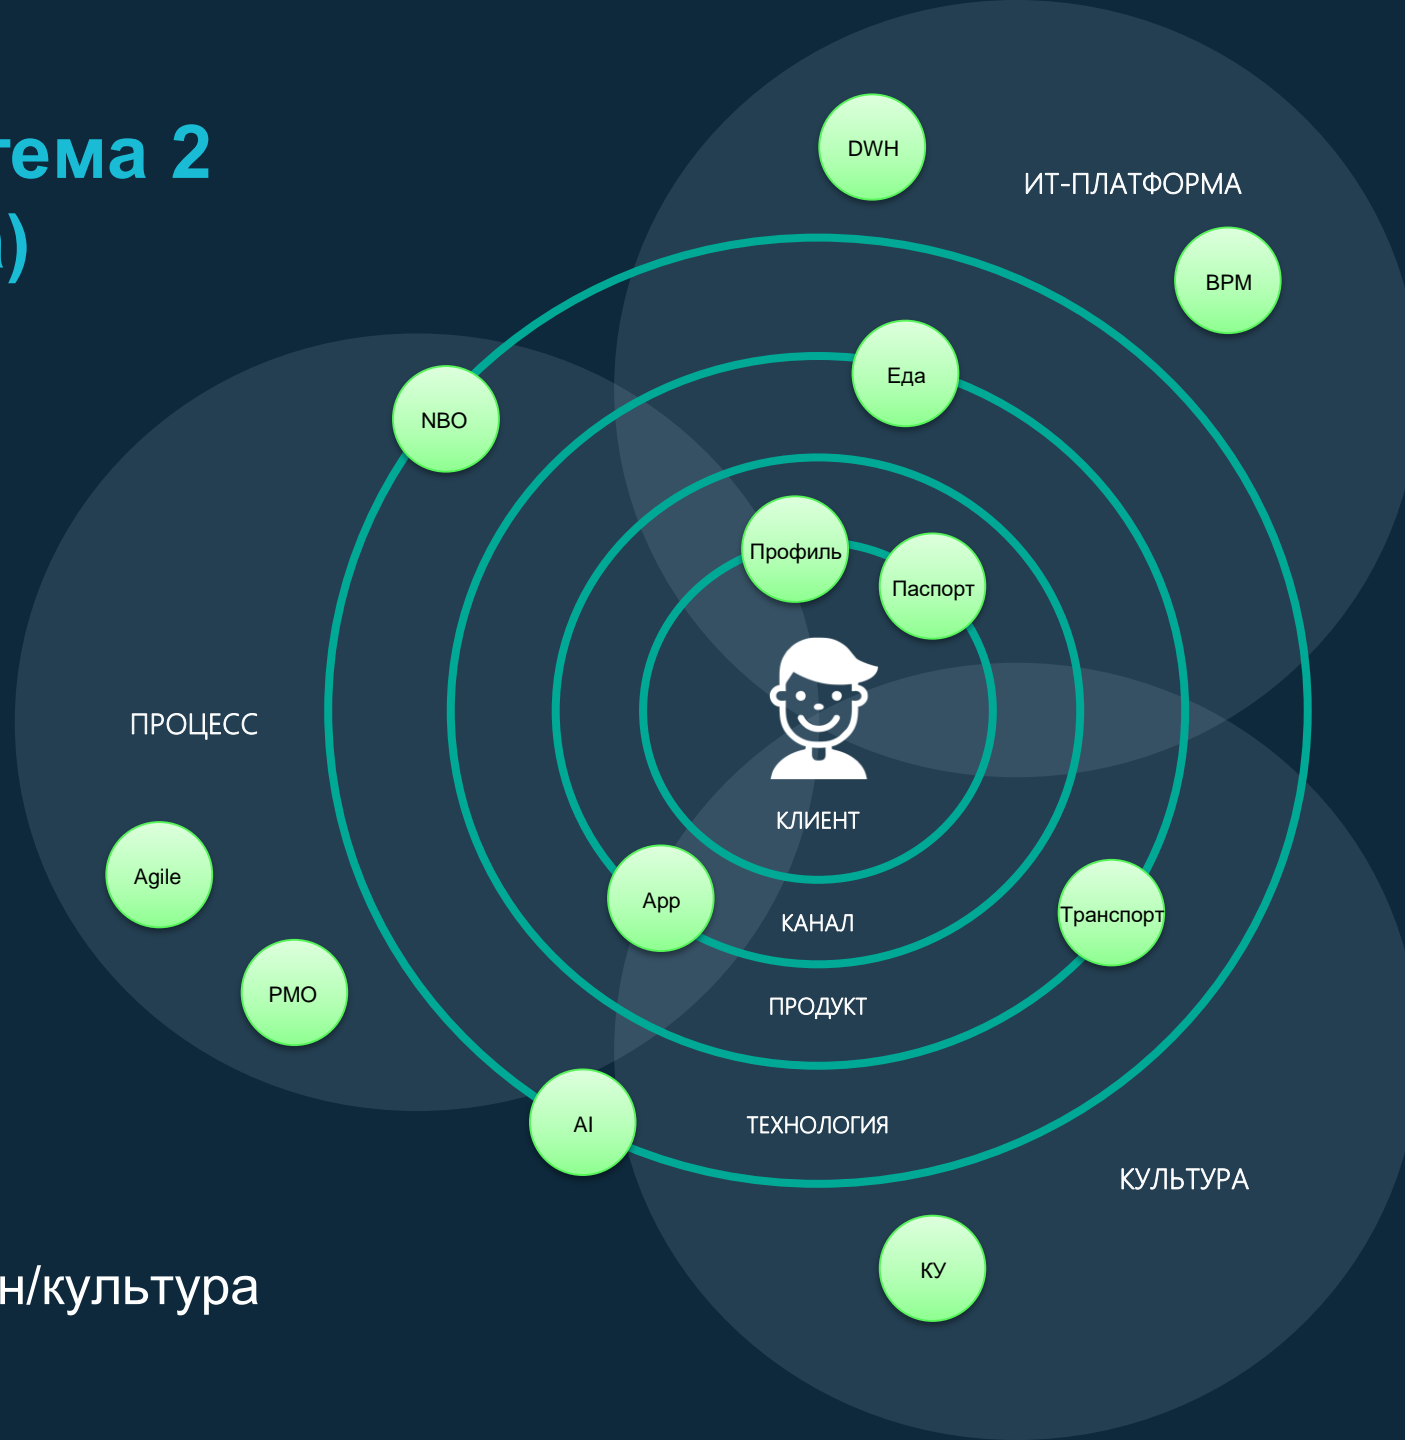 тема 2
)
DWH
ИТ-ПЛАТФОРМА
BPM
Еда
NBO
Профиль
Паспорт
ПРОЦЕСС
КЛИЕНТ
Agile
App
КАНАЛ
Транспорт
PMO
ПРОДУКТ
AI
ТЕХНОЛОГИЯ
КУЛЬТУРА
КУ
н/культура